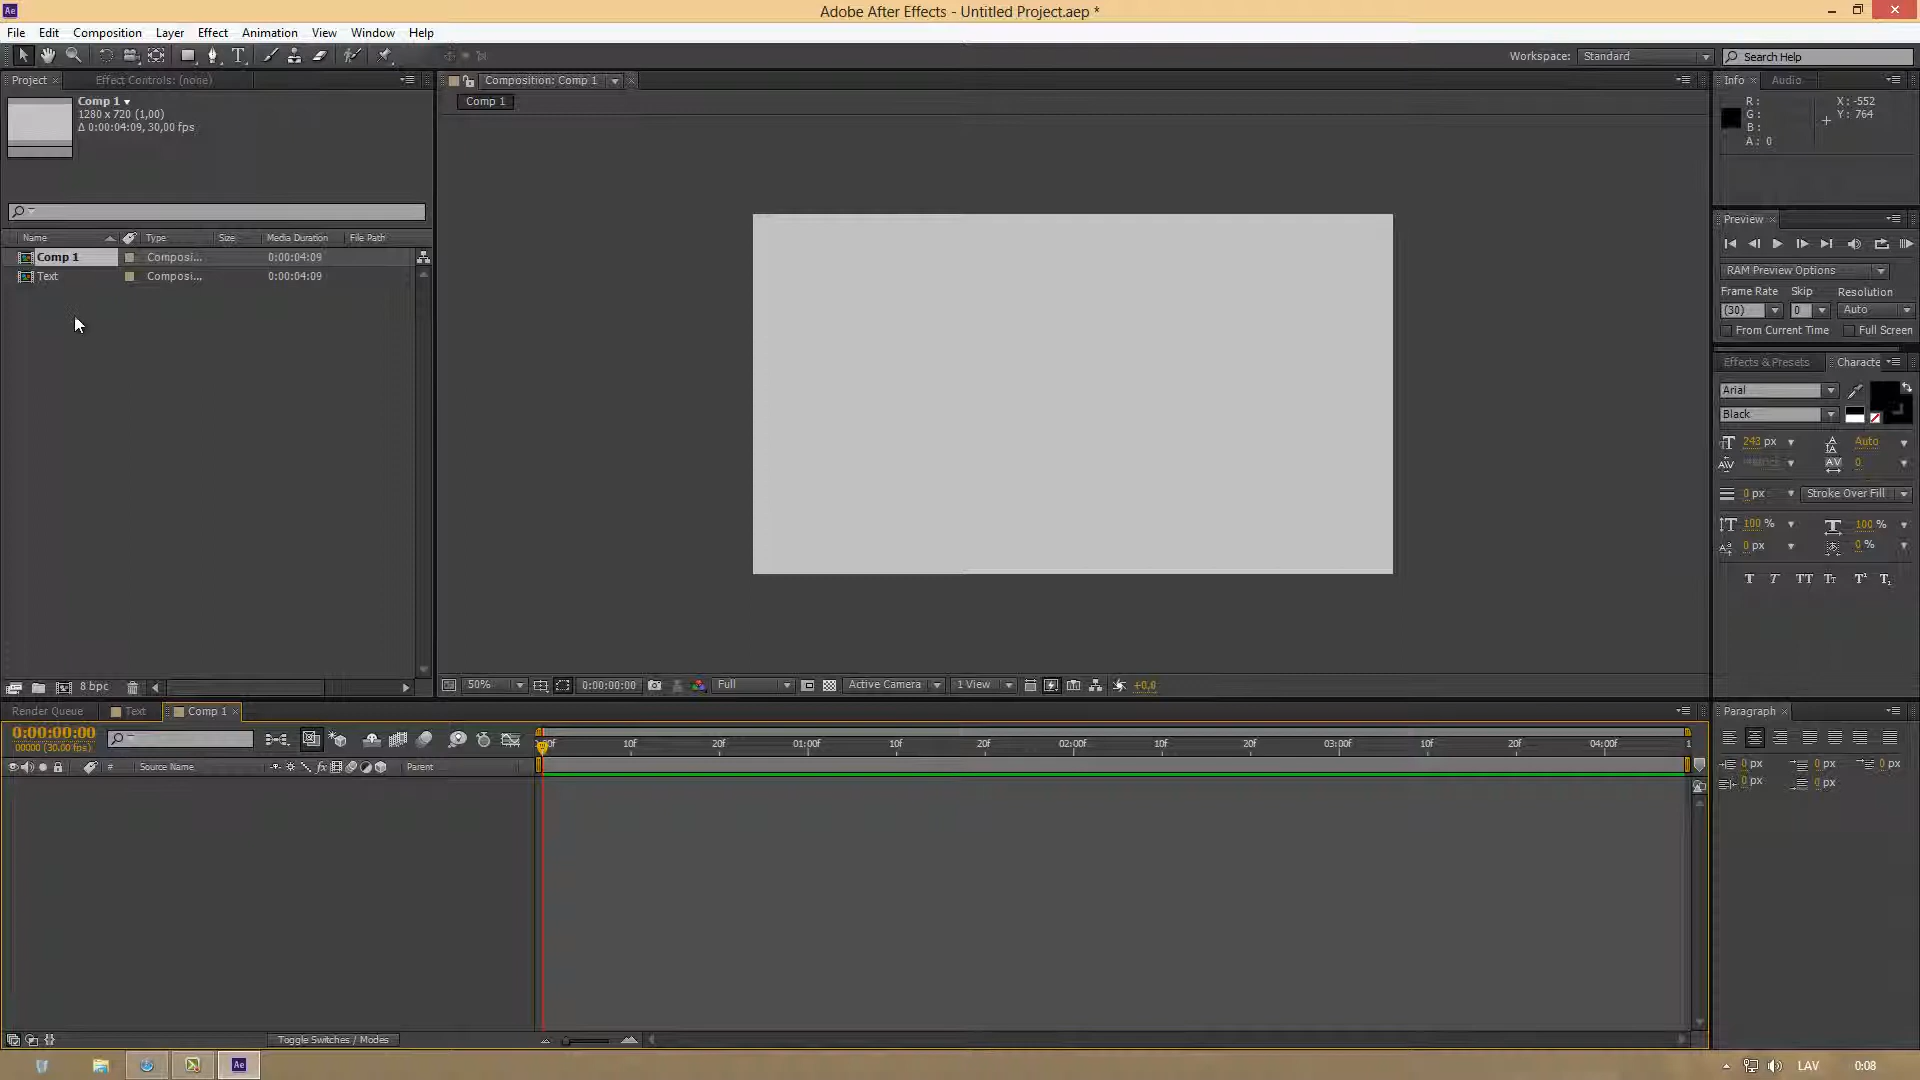 Adobe After Effects - Untitled Project.aep *
File Edit Composition Layer Effect Animation View Window Help
Workspace: Standard Search Help
Project Effect Controls: (none) Composition: Comp 1 Info Audio
Comp 1
1280 x 720 (1,00)
Δ 0:00:04:09, 30,00 fps
Comp 1
R:
G:
B:
A: 0
X: -552
Y: 764
Name Type Size Media Duration File Path
Comp 1 Composi... 0:00:04:09
Text Composi... 0:00:04:09
Preview
RAM Preview Options
Frame Rate Skip Resolution
(30) 0 Auto
From Current Time Full Screen
Effects & Presets Characte
Arial
Black
243 px Auto
0
0 px Stroke Over Fill
100 % 100 %
0 px 0 %
T T TT Tt T¹ T₁
8 bpc 50% 0:00:00:00 Full Active Camera 1 View +0,0
Render Queue Text Comp 1
0:00:00:00
00000 (30.00 fps)
# Source Name Parent
0f 10f 20f 01:00f 10f 20f 02:00f 10f 20f 03:00f 10f 20f 04:00f 1
Paragraph
0 px 0 px 0 px
0 px 0 px
Toggle Switches / Modes
Ae LAV 0:08